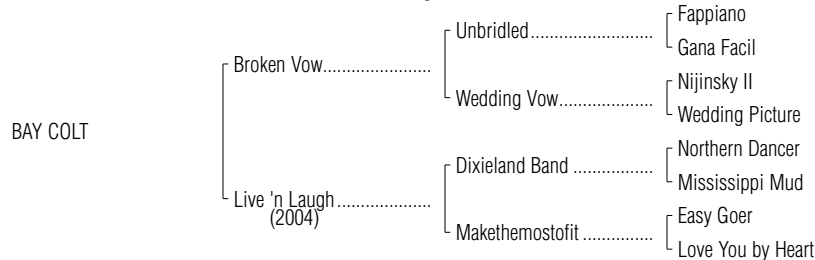 Fappiano
Unbridled..........................
Gana Facil
Broken Vow.......................
Nijinsky II
Wedding Vow....................
Wedding Picture
BAY COLT
Northern Dancer
Dixieland Band .................
Mississippi Mud
Live 'n Laugh....................
(2004)
Easy Goer
Makethemostofit ...............
Love You by Heart